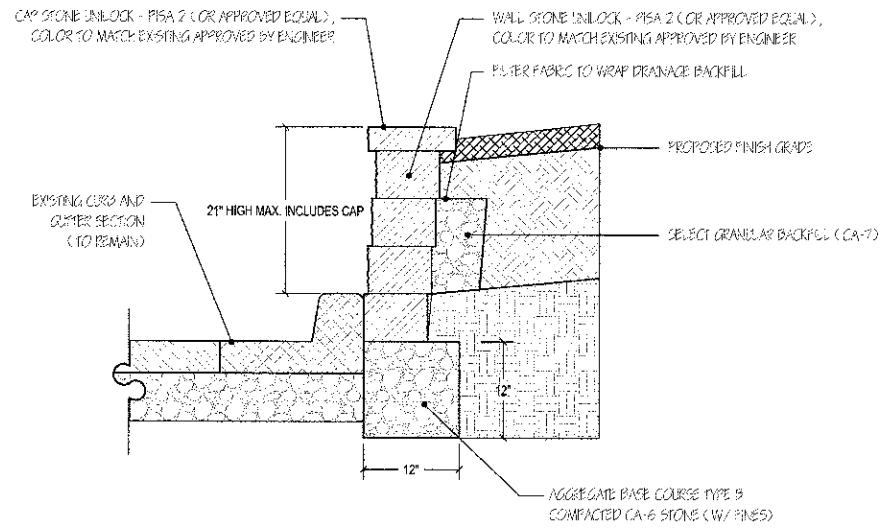 CAP STONE UNILOCK - PISA 2 (OR APPROVED EQUAL),
COLOR TO MATCH EXISTING APPROVED BY ENGINEER
WALL STONE UNILOCK - PISA 2 (OR APPROVED EQUAL),
COLOR TO MATCH EXISTING APPROVED BY ENGINEER
FILTER FABRIC TO WRAP DRAINAGE BACKFILL
PROPOSED FINISH GRADE
EXISTING CURB AND
GUTTER SECTION
(TO REMAIN)
21" HIGH MAX. INCLUDES CAP
SELECT GRANULAR BACKFILL (CA-7)
12"
12"
AGGREGATE BASE COURSE TYPE B
COMPACTED CA-6 STONE (W/ FINES)